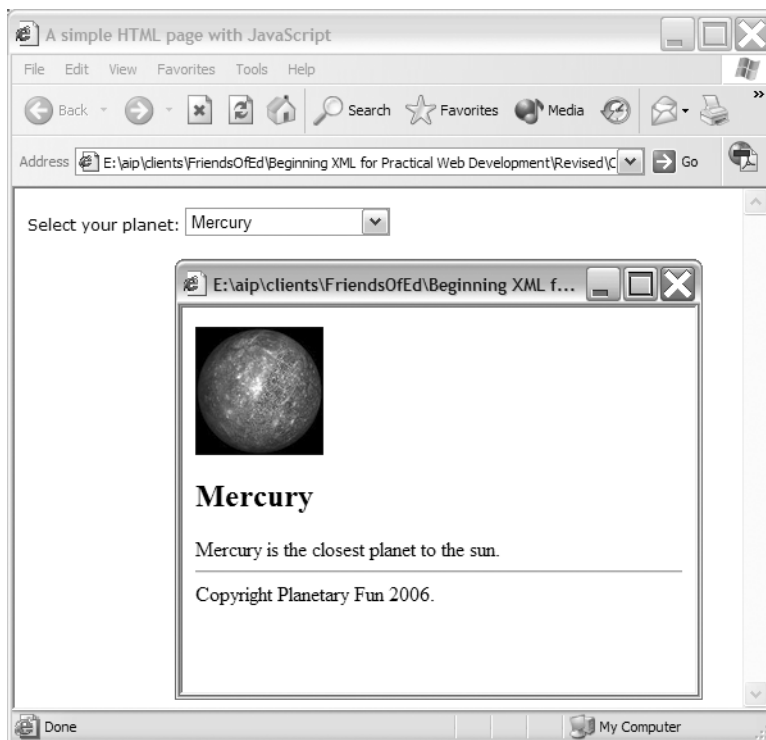 A simple HTML page with JavaScript
File Edit View Favorites Tools Help
Back Search Favorites Media »
Address E:\aip\clients\FriendsOfEd\Beginning XML for Practical Web Development\Revised\C Go
Select your planet: Mercury
E:\aip\clients\FriendsOfEd\Beginning XML f...
Mercury
Mercury is the closest planet to the sun.
Copyright Planetary Fun 2006.
Done My Computer